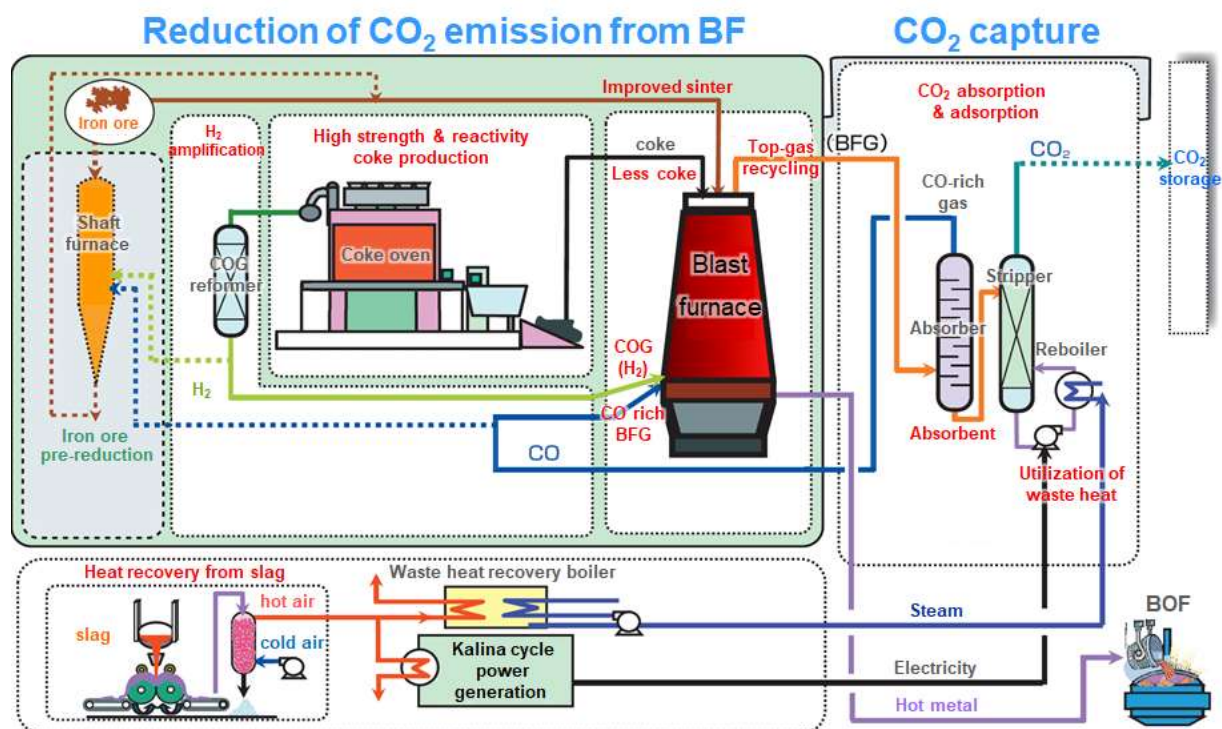 Reduction of CO₂ emission from BF
CO₂ capture
Iron ore
Improved sinter
H₂
amplification
High strength & reactivity
coke production
coke
Less coke
Top-gas
recycling
(BFG)
CO₂ absorption
& adsorption
CO₂
CO₂
storage
CO-rich
gas
Shaft
furnace
COG
reformer
Coke oven
Blast
furnace
Absorber
Stripper
Reboiler
H₂
COG
(H₂)
CO rich
BFG
CO
Absorbent
Iron ore
pre-reduction
Utilization of
waste heat
Heat recovery from slag
Waste heat recovery boiler
hot air
slag
cold air
Kalina cycle
power
generation
Steam
Electricity
Hot metal
BOF